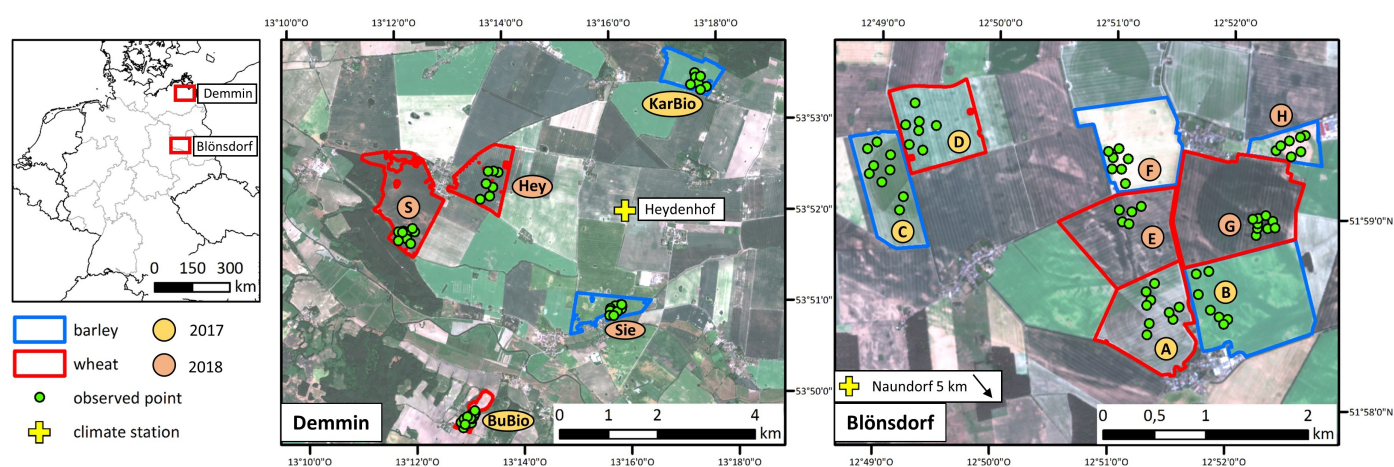 Demmin
Blönsdorf
0 150 300
km
barley
wheat
2017
2018
observed point
climate station
13°10'0" 13°12'0" 13°14'0" 13°16'0" 13°18'0"
KarBio
Hey
S
Heydenhof
Sie
BuBio
Demmin
0 1 2 4
km
53°53'0"
53°52'0"
53°51'0"
53°50'0"
13°10'0" 13°12'0" 13°14'0" 13°16'0" 13°18'0"
12°49'0" 12°50'0" 12°51'0" 12°52'0"
H
D
F
C
E
G
B
A
Naundorf 5 km
Blönsdorf
0 0,5 1 2
km
51°59'0"
51°58'0"
12°49'0" 12°50'0" 12°51'0" 12°52'0"